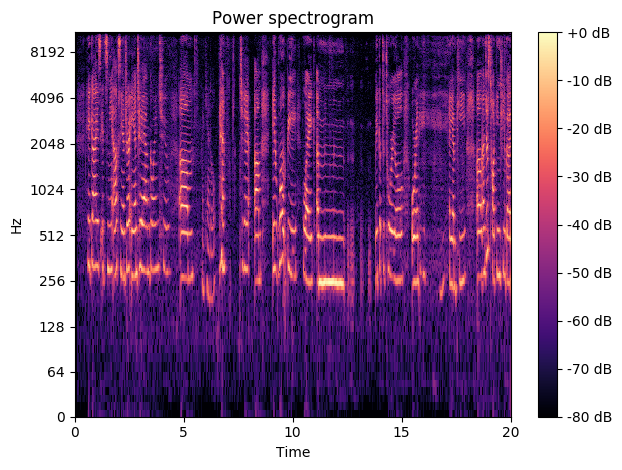 Power spectrogram
Hz
8192
4096
2048
1024
512
256
128
64
0
0 5 10 15 20
Time
+0 dB
-10 dB
-20 dB
-30 dB
-40 dB
-50 dB
-60 dB
-70 dB
-80 dB